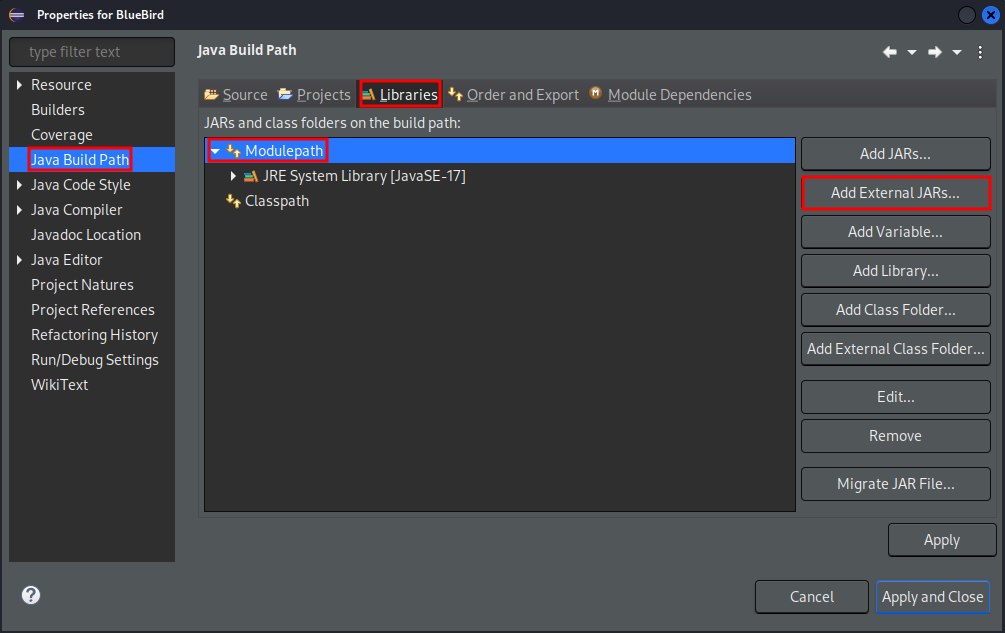 Properties for BlueBird
type filter text
Resource
Builders
Coverage
Java Build Path
Java Code Style
Java Compiler
Javadoc Location
Java Editor
Project Natures
Project References
Refactoring History
Run/Debug Settings
WikiText
Java Build Path
Source Projects Libraries Order and Export Module Dependencies
JARs and class folders on the build path:
Modulepath
JRE System Library [JavaSE-17]
Classpath
Add JARs...
Add External JARs...
Add Variable...
Add Library...
Add Class Folder...
Add External Class Folder...
Edit...
Remove
Migrate JAR File...
Apply
Cancel Apply and Close